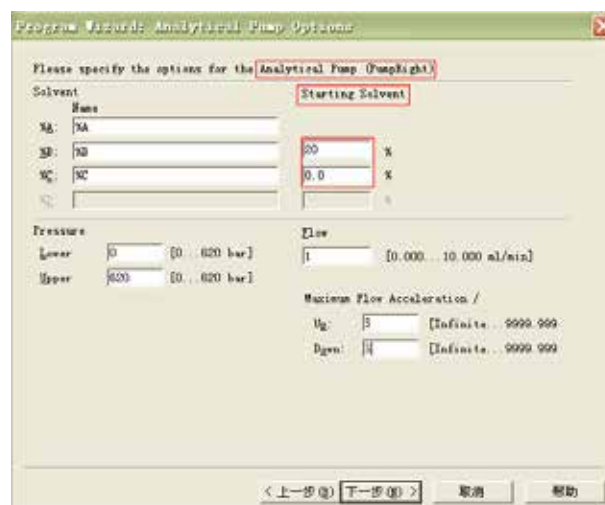 Program Wizard: Analytical Pump Options
Please specify the options for the Analytical Pump (PumpRight)
Solvent
Starting Solvent
Name
%A: %A
%B: %B 20 %
%C: %C 0.0 %
%
Pressure
Flow
Lower 0 [0...620 bar]
1 [0.000...10.000 ml/min]
Upper 620 [0...620 bar]
Maximum Flow Acceleration /
Up: [Infinite...9999.999
Down: [Infinite...9999.999
< 上一步(B) 下一步(N) > 取消 帮助